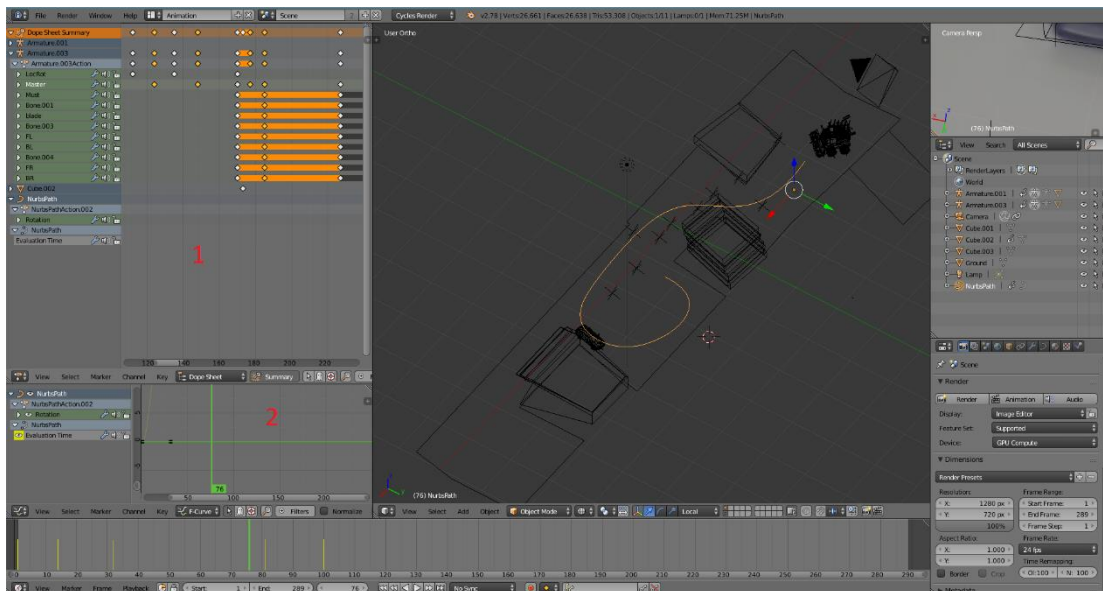 File Render Window Help Animation Scene Cycles Render v2.78 | Verts:26,661 | Faces:26,638 | Tris:53,308 | Objects:1/11 | Lamps:0/1 | Mem:71.25M | NurbsPath
Dope Sheet Summary
Armature.001
Armature.003
Armature.003Action
LocRot
Master
Must
Bone.001
blade
Bone.003
FL
BL
Bone.004
FR
BR
Cube.002
NurbsPath
NurbsPathAction.002
Rotation
NurbsPath
Evaluation Time
1
120 140 160 180 200 220
View Select Marker Channel Key Dope Sheet Summary
NurbsPath
NurbsPathAction.002
Rotation
NurbsPath
Evaluation Time
2
76
50 100 150 200
View Select Marker Channel Key F-Curve Filters Normalize
User Ortho
(76) NurbsPath
View Select Add Object Object Mode Local
0 10 20 30 40 50 60 70 80 90 100 110 120 130 140 150 160 170 180 190 200 210 220 230 240 250 260 270 280 290
View Marker Frame Playback Start: 1 End: 289 76 No Sync
Camera Persp
(76) NurbsPath
View Search All Scenes
Scene
RenderLayers
World
Armature.001
Armature.003
Camera
Cube.001
Cube.002
Cube.003
Ground
Lamp
NurbsPath
Scene
Render
Render Animation Audio
Display: Image Editor
Feature Set: Supported
Device: GPU Compute
Dimensions
Render Presets
Resolution: Frame Range:
X: 1280 px Start Frame: 1
Y: 720 px End Frame: 289
100% Frame Step: 1
Aspect Ratio: Frame Rate:
X: 1.000 24 fps
Y: 1.000 Time Remapping:
Border Crop O:100 N: 100
Metadata